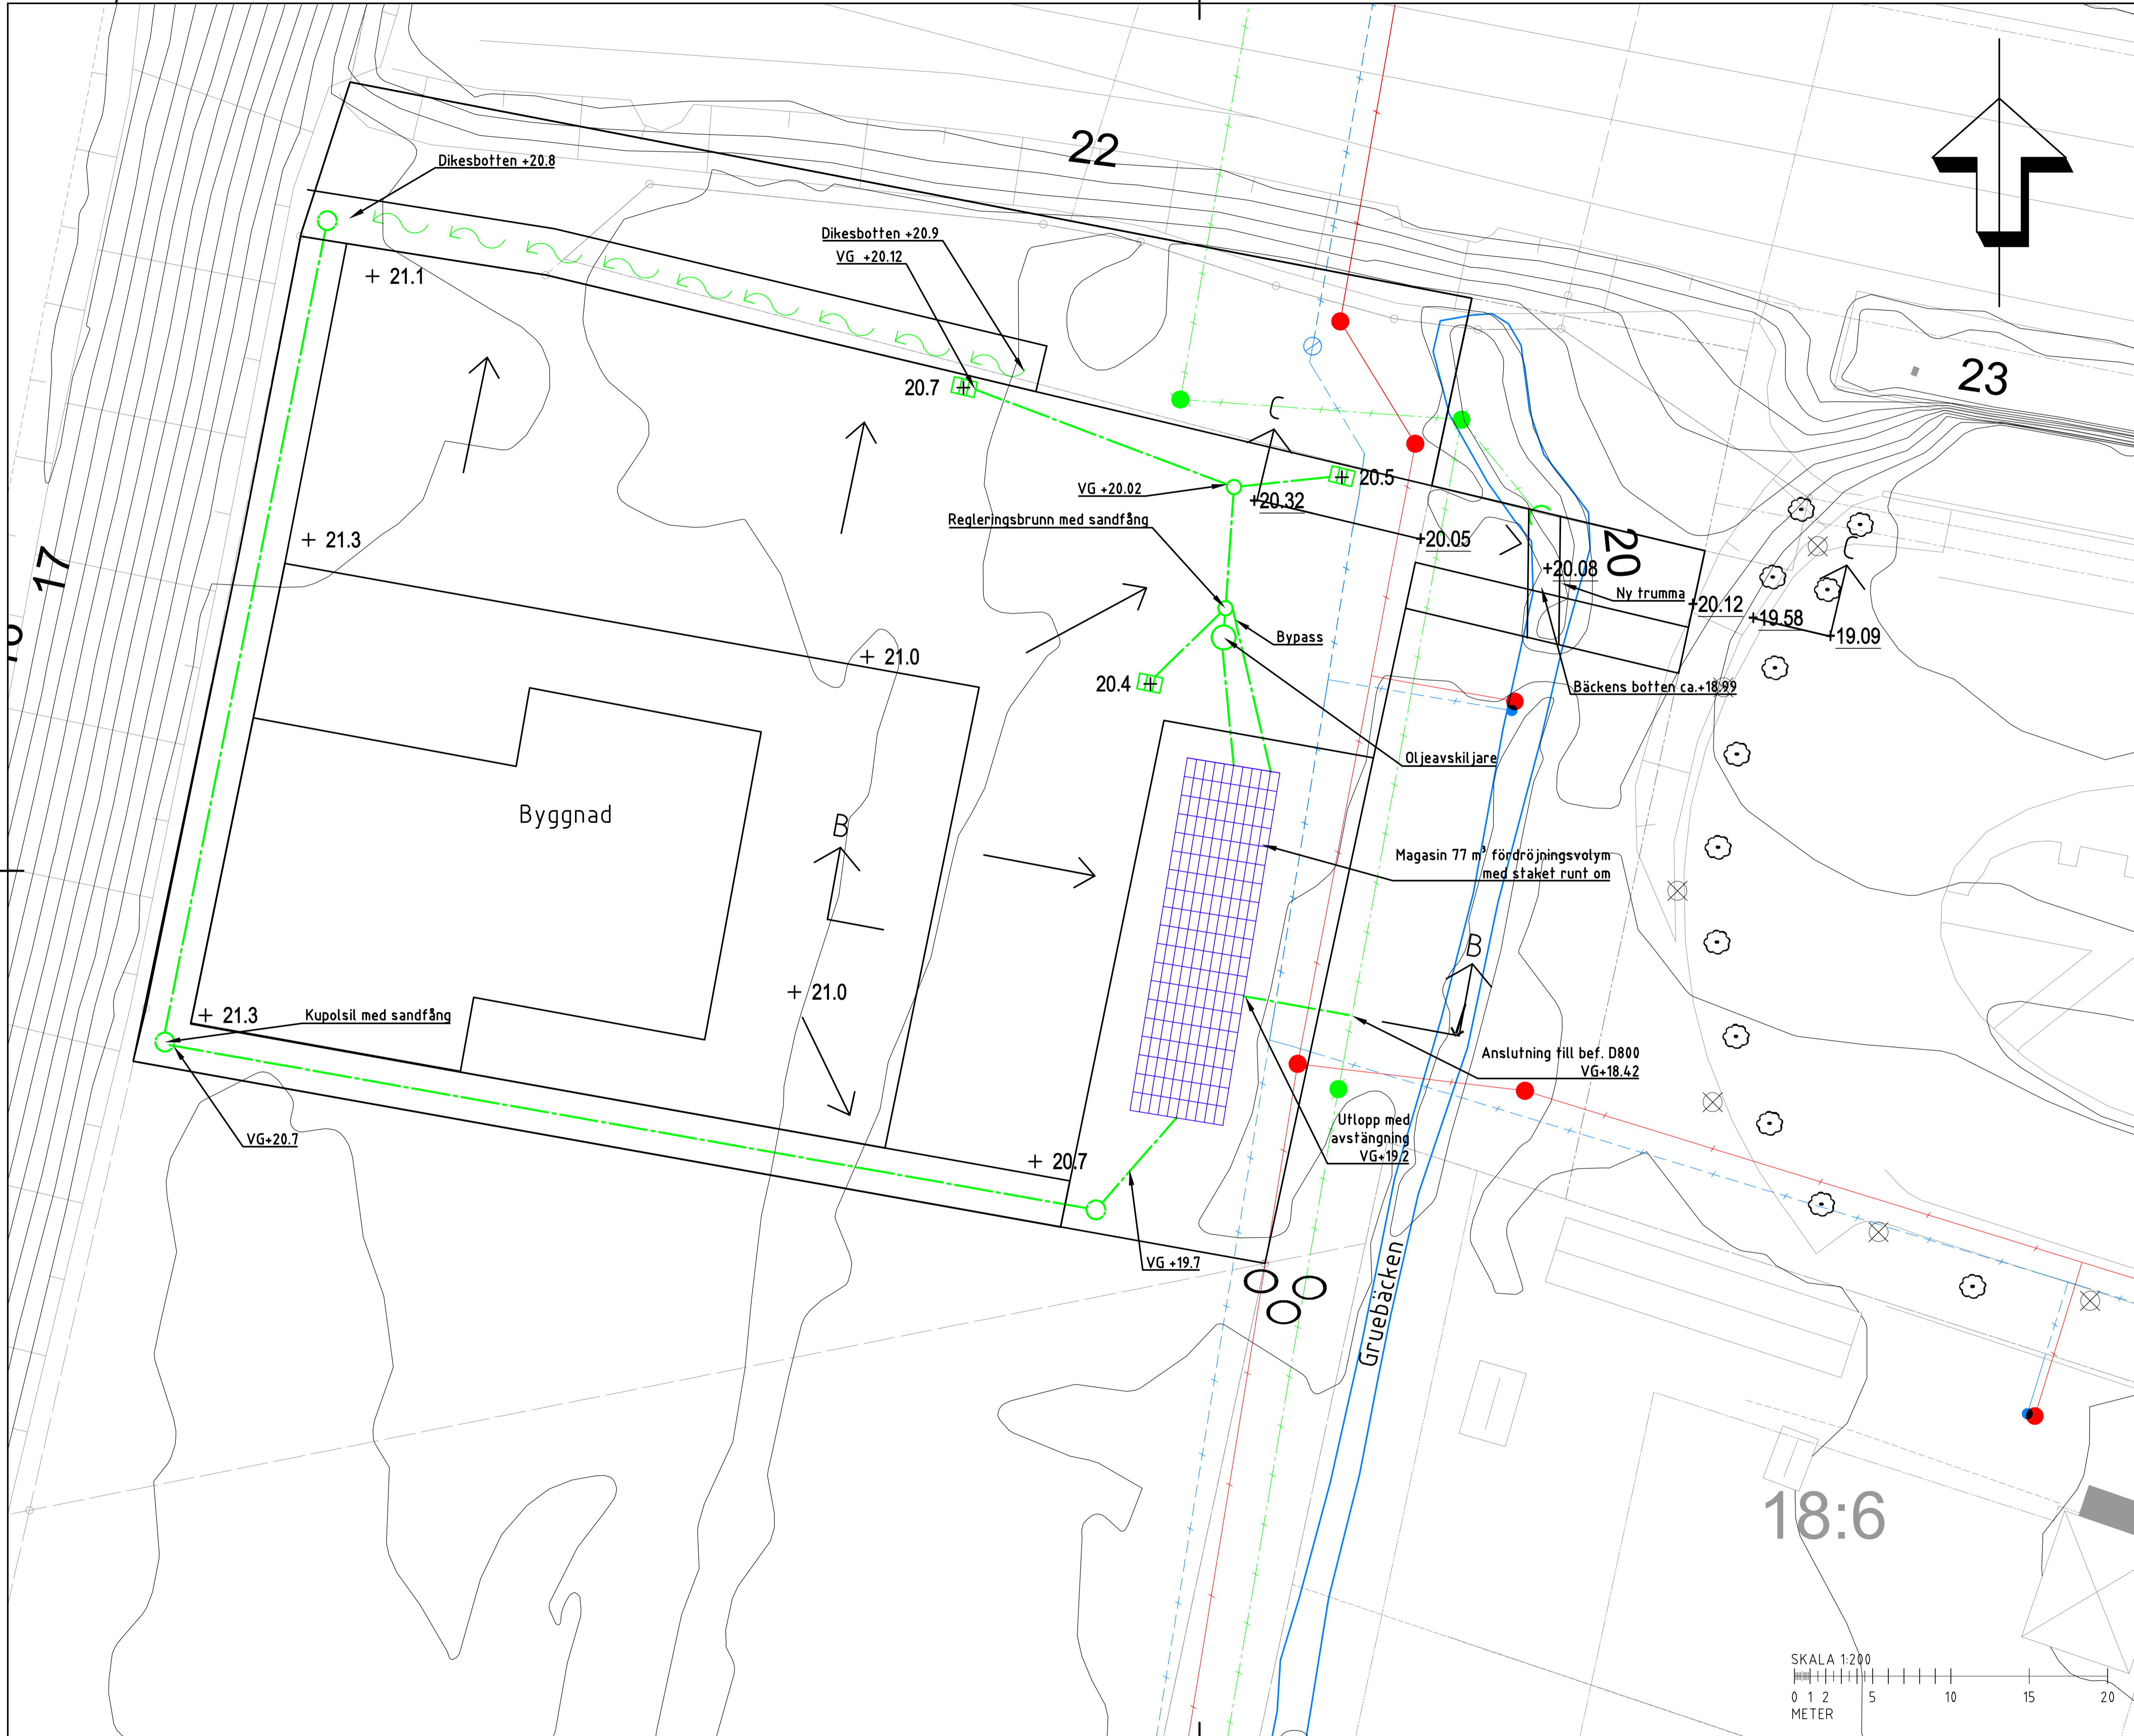 22
Dikesbotten +20.8
Dikesbotten +20.9
VG +20.12
+ 21.1
23
20.7
C
20.5
VG +20.02
+20.32
Regleringsbrunn med sandfång
+20.05
20
C
+ 21.3
17
+20.08
Ny trumma
+20.12
+19.58
+19.09
Bypass
+ 21.0
20.4
Bäckens botten ca.+18.99
Oljeavskiljare
Byggnad
B
Magasin 77 m³ fördröjningsvolym
med staket runt om
B
+ 21.0
+ 21.3
Kupolsil med sandfång
Anslutning till bef. D800
VG+18.42
Utlopp med
avstängning
VG+19.2
VG+20.7
+ 20.7
VG +19.7
Gruebäcken
18:6
SKALA 1:200
0 1 2 5 10 15 20
METER